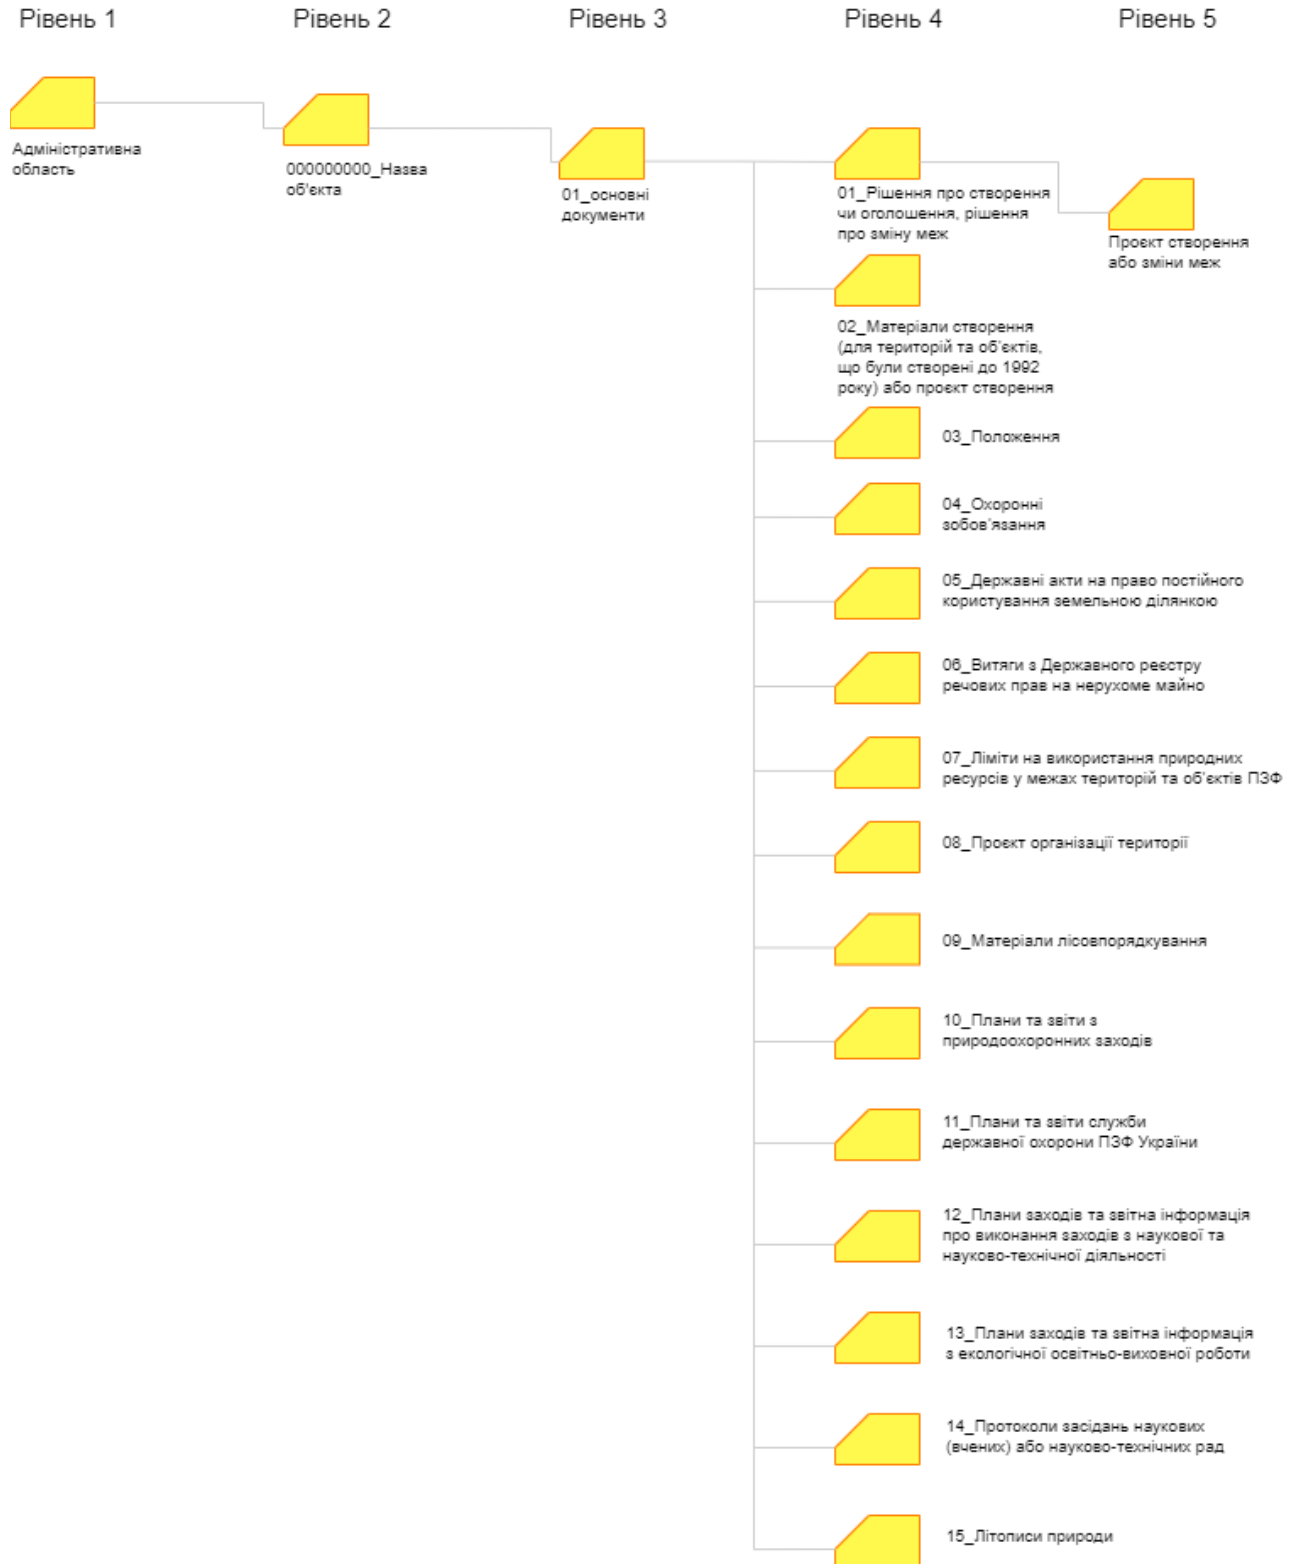 Рівень 1
Рівень 2
Рівень 3
Рівень 4
Рівень 5
Адміністративна
область
000000000_Назва
об'єкта
01_основні
документи
01_Рішення про створення
чи оголошення, рішення
про зміну меж
Проєкт створення
або зміни меж
02_Матеріали створення
(для територій та об'єктів,
що були створені до 1992
року) або проєкт створення
03_Положення
04_Охоронні
зобов'язання
05_Державні акти на право постійного
користування земельною ділянкою
06_Витяги з Державного реєстру
речових прав на нерухоме майно
07_Ліміти на використання природних
ресурсів у межах територій та об'єктів ПЗФ
08_Проєкт організації території
09_Матеріали лісовпорядкування
10_Плани та звіти з
природоохоронних заходів
11_Плани та звіти служби
державної охорони ПЗФ України
12_Плани заходів та звітна інформація
про виконання заходів з наукової та
науково-технічної діяльності
13_Плани заходів та звітна інформація
з екологічної освітньо-виховної роботи
14_Протоколи засідань наукових
(вчених) або науково-технічних рад
15_Літописи природи